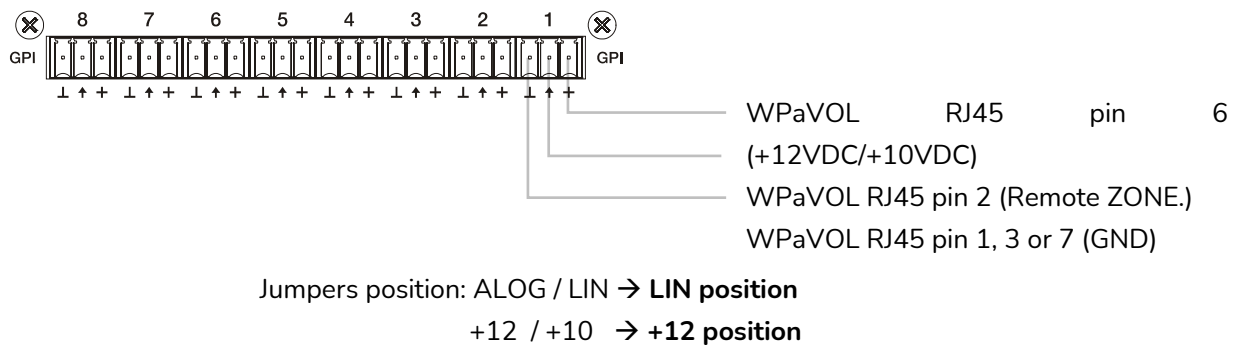 8 7 6 5 4 3 2 1
GPI GPI
⊥ ↑ + ⊥ ↑ + ⊥ ↑ + ⊥ ↑ + ⊥ ↑ + ⊥ ↑ + ⊥ ↑ + ⊥ ↑ +
WPaVOL RJ45 pin 6
(+12VDC/+10VDC)
WPaVOL RJ45 pin 2 (Remote ZONE.)
WPaVOL RJ45 pin 1, 3 or 7 (GND)
Jumpers position: ALOG / LIN → LIN position
+12 / +10 → +12 position